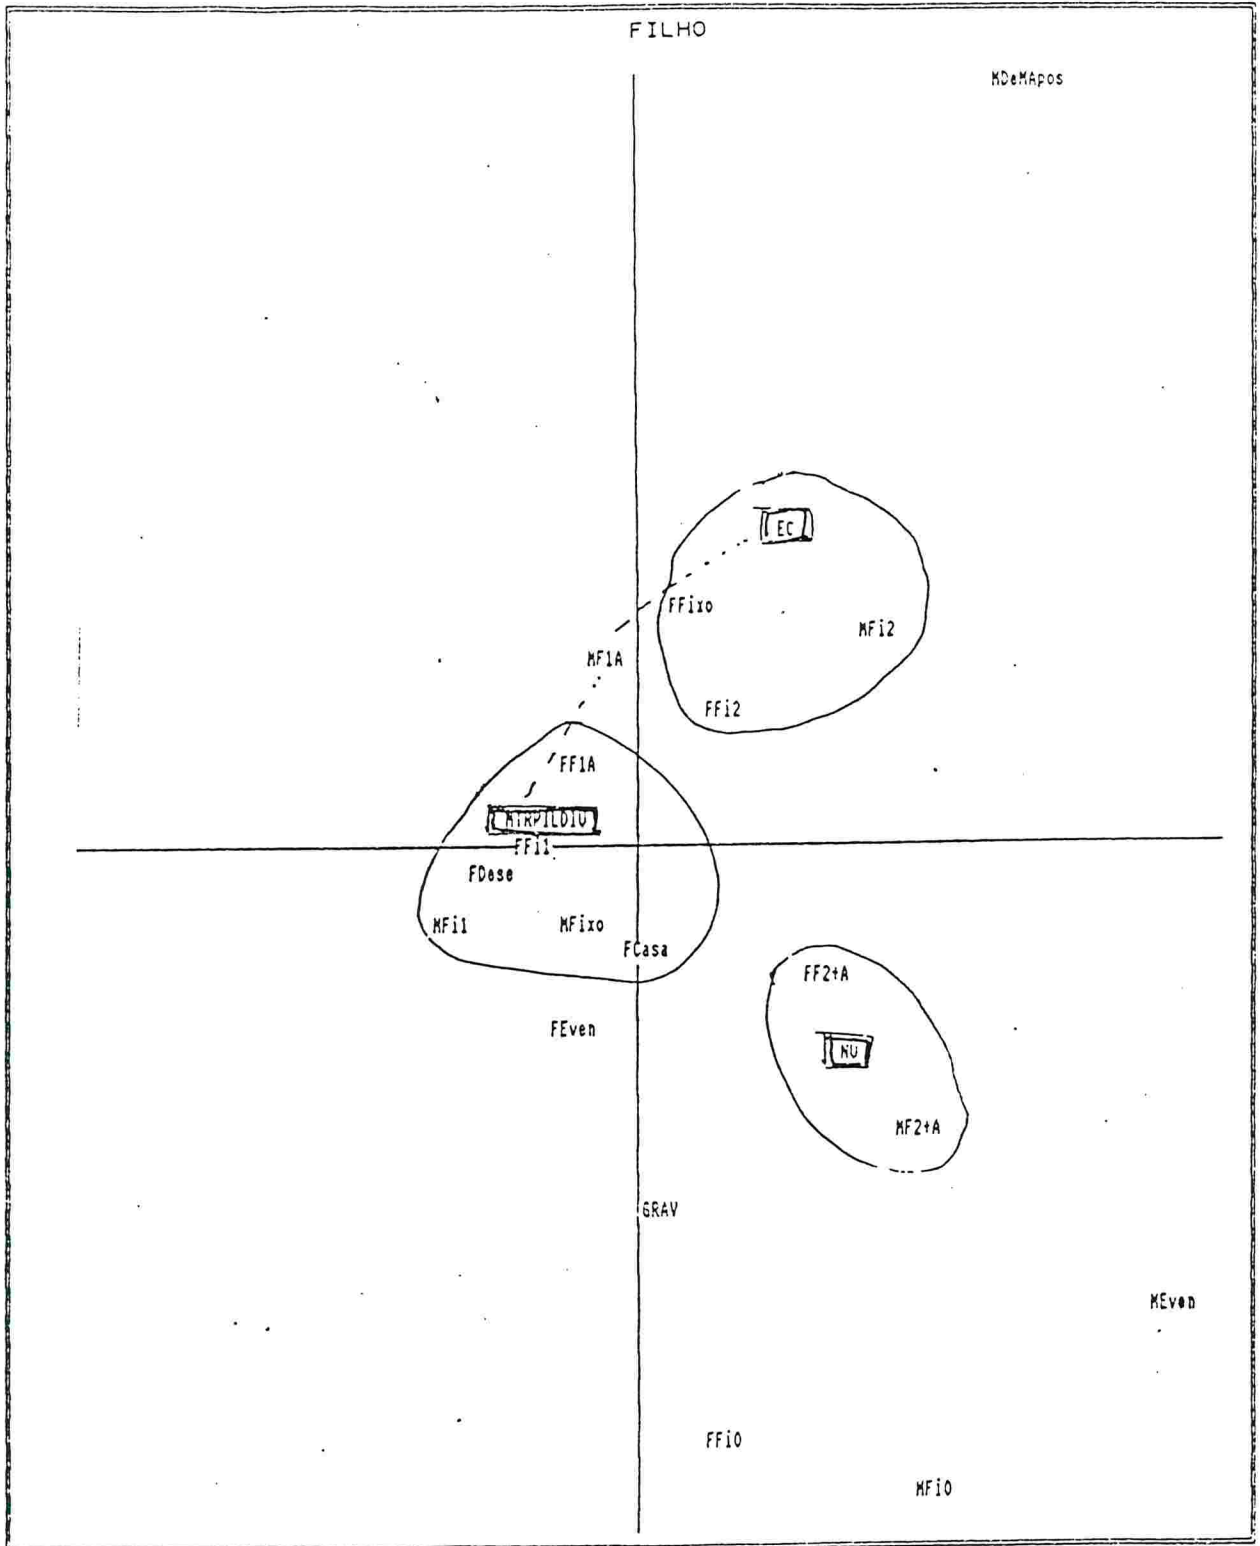 FILHO
MDeMApos
EC
FFixo
MFi2
MF1A
FFi2
FF1A
MTRPILDIU
FFi1
FDese
MFi1
MFixo
FCasa
FF2+A
FEven
NU
MF2+A
GRAV
MEven
FFi0
MFi0